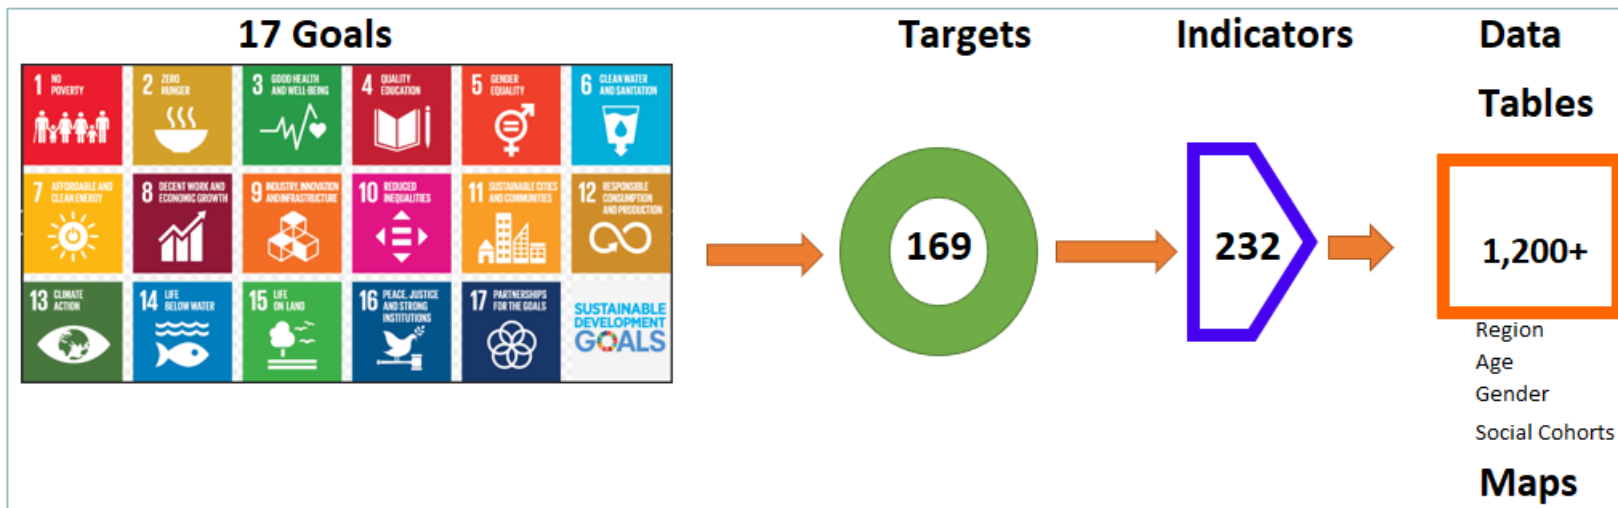 17 Goals
Targets
Indicators
Data
Tables
1 NO
POVERTY
2 ZERO
HUNGER
3 GOOD HEALTH
AND WELL-BEING
4 QUALITY
EDUCATION
5 GENDER
EQUALITY
6 CLEAN WATER
AND SANITATION
7 AFFORDABLE AND
CLEAN ENERGY
8 DECENT WORK AND
ECONOMIC GROWTH
9 INDUSTRY, INNOVATION
AND INFRASTRUCTURE
10 REDUCED
INEQUALITIES
11 SUSTAINABLE CITIES
AND COMMUNITIES
12 RESPONSIBLE
CONSUMPTION
AND PRODUCTION
13 CLIMATE
ACTION
14 LIFE
BELOW WATER
15 LIFE
ON LAND
16 PEACE, JUSTICE
AND STRONG
INSTITUTIONS
17 PARTNERSHIPS
FOR THE GOALS
SUSTAINABLE
DEVELOPMENT
GOALS
169
232
1,200+
Region
Age
Gender
Social Cohorts
Maps